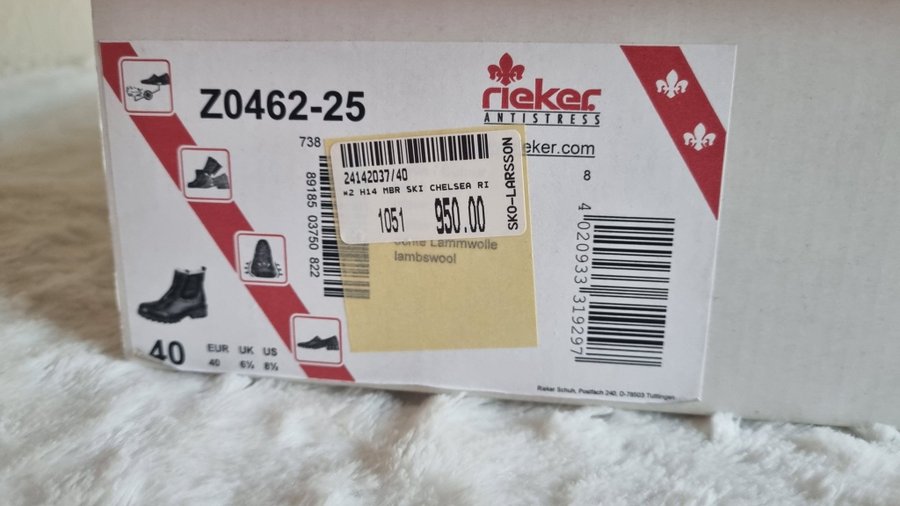 Z0462-25
rieker
ANTISTRESS
eker.com
738
89185 03750 822
24142037/40
W2 H14 MBR SKI CHELSEA RI
1051 950.00
SKO-LARSSON
Lammwolle
lambswool
8
4 020933 319297
40
EUR UK US
40 6½ 8½
Rieker Schuh, Postfach 240, D-78503 Tuttlingen